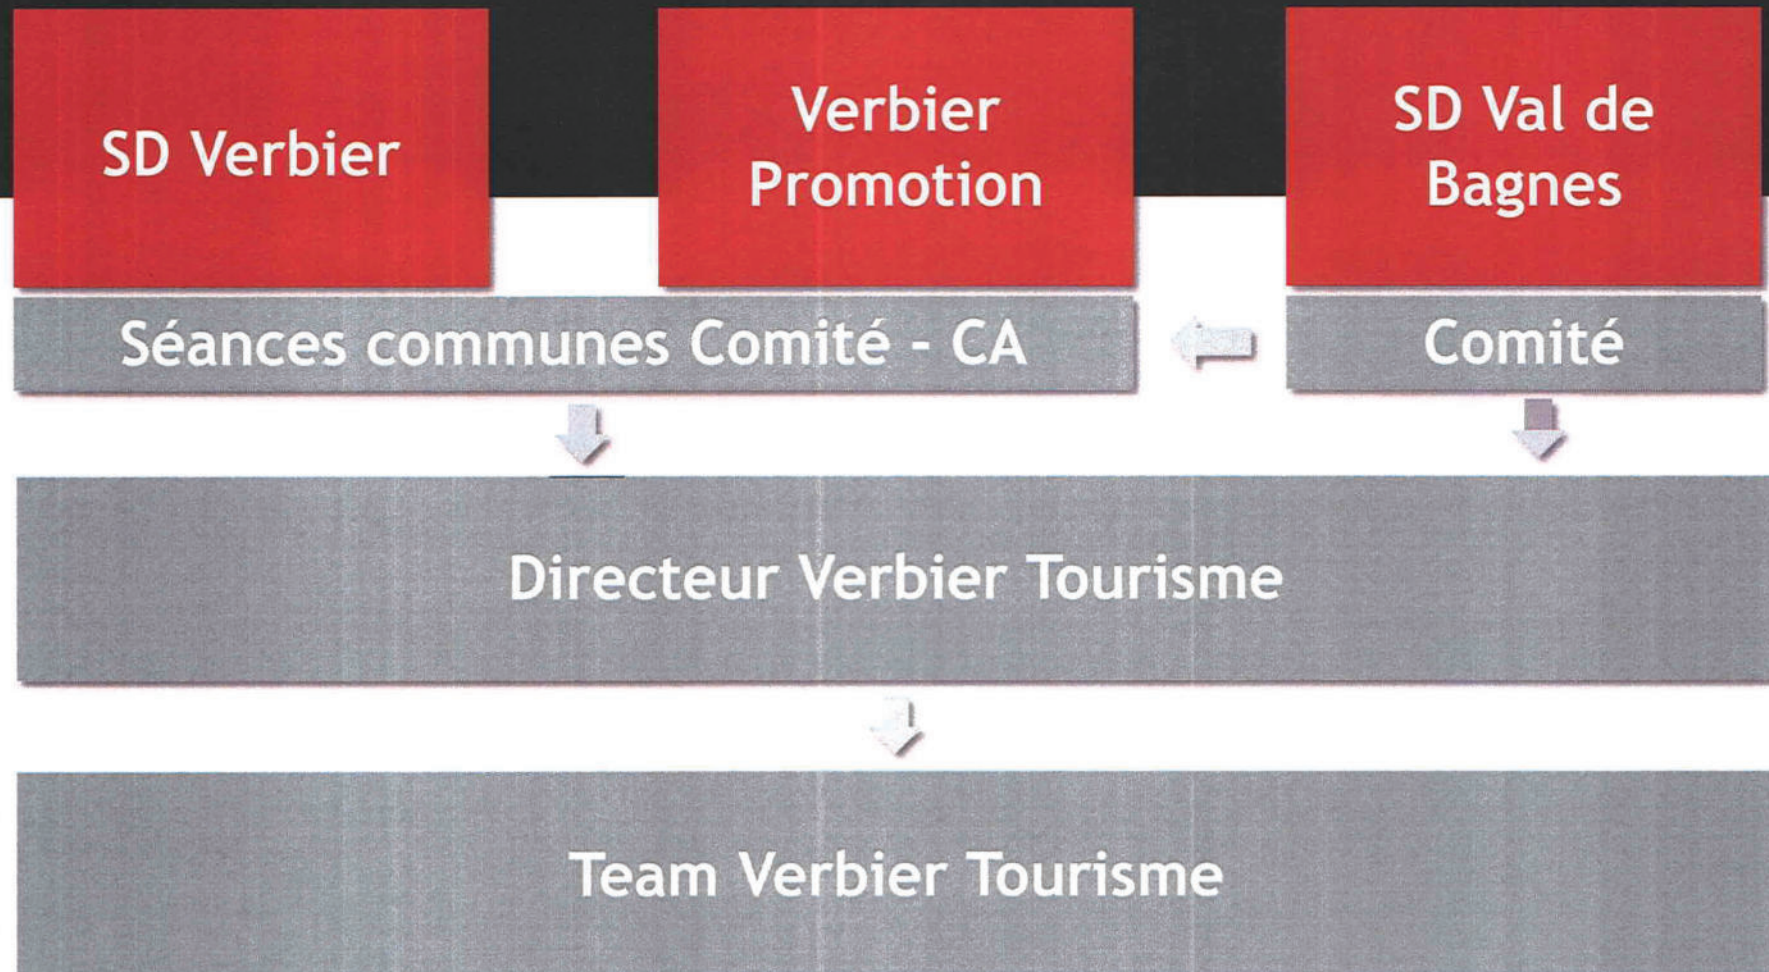 SD Verbier
Verbier
Promotion
SD Val de
Bagnes
Séances communes Comité - CA
Comité
Directeur Verbier Tourisme
Team Verbier Tourisme